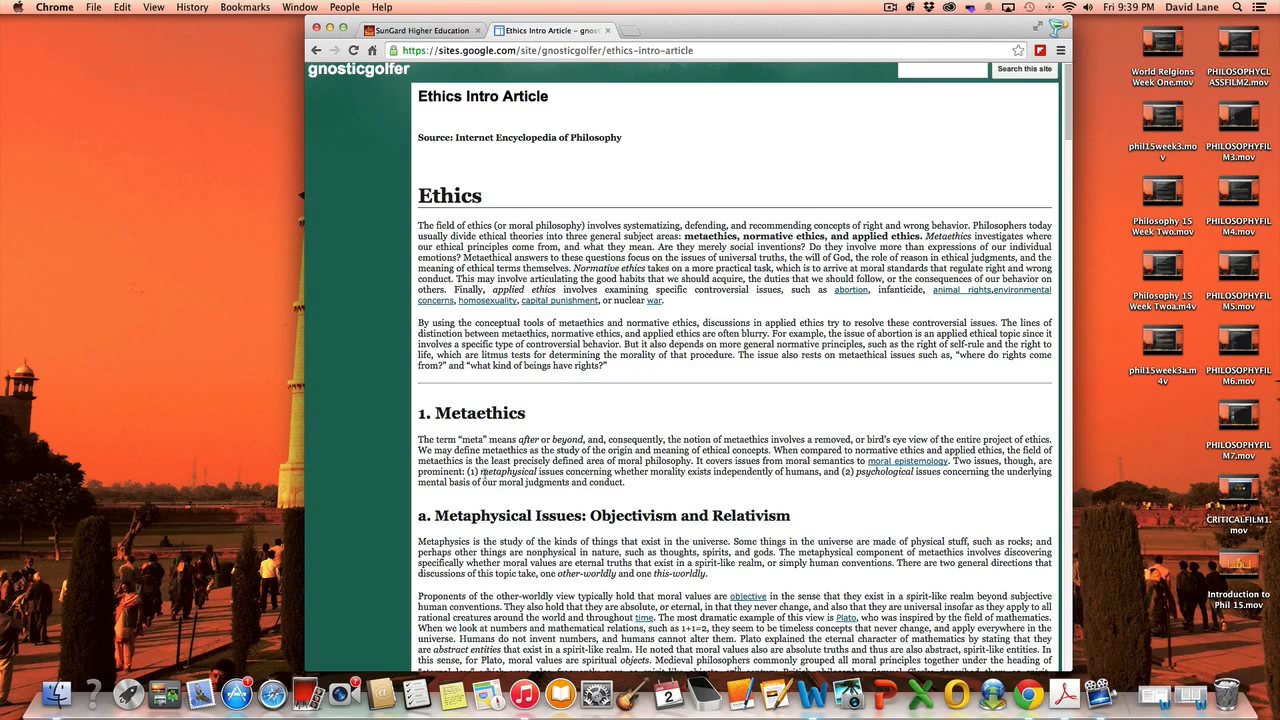 Chrome File Edit View History Bookmarks Window People Help
Fri 9:39 PM David Lane
SunGard Higher Education
Ethics Intro Article – gnost
https://sites.google.com/site/gnosticgolfer/ethics-intro-article
gnosticgolfer
Search this site
Ethics Intro Article
Source: Internet Encyclopedia of Philosophy
Ethics
The field of ethics (or moral philosophy) involves systematizing, defending, and recommending concepts of right and wrong behavior. Philosophers today
usually divide ethical theories into three general subject areas: metaethics, normative ethics, and applied ethics. Metaethics investigates where
our ethical principles come from, and what they mean. Are they merely social inventions? Do they involve more than expressions of our individual
emotions? Metaethical answers to these questions focus on the issues of universal truths, the will of God, the role of reason in ethical judgments, and the
meaning of ethical terms themselves. Normative ethics takes on a more practical task, which is to arrive at moral standards that regulate right and wrong
conduct. This may involve articulating the good habits that we should acquire, the duties that we should follow, or the consequences of our behavior on
others. Finally, applied ethics involves examining specific controversial issues, such as abortion, infanticide, animal rights,environmental
concerns, homosexuality, capital punishment, or nuclear war.
By using the conceptual tools of metaethics and normative ethics, discussions in applied ethics try to resolve these controversial issues. The lines of
distinction between metaethics, normative ethics, and applied ethics are often blurry. For example, the issue of abortion is an applied ethical topic since it
involves a specific type of controversial behavior. But it also depends on more general normative principles, such as the right of self-rule and the right to
life, which are litmus tests for determining the morality of that procedure. The issue also rests on metaethical issues such as, “where do rights come
from?” and “what kind of beings have rights?”
1. Metaethics
The term “meta” means after or beyond, and, consequently, the notion of metaethics involves a removed, or bird’s eye view of the entire project of ethics.
We may define metaethics as the study of the origin and meaning of ethical concepts. When compared to normative ethics and applied ethics, the field of
metaethics is the least precisely defined area of moral philosophy. It covers issues from moral semantics to moral epistemology. Two issues, though, are
prominent: (1) metaphysical issues concerning whether morality exists independently of humans, and (2) psychological issues concerning the underlying
mental basis of our moral judgments and conduct.
a. Metaphysical Issues: Objectivism and Relativism
Metaphysics is the study of the kinds of things that exist in the universe. Some things in the universe are made of physical stuff, such as rocks; and
perhaps other things are nonphysical in nature, such as thoughts, spirits, and gods. The metaphysical component of metaethics involves discovering
specifically whether moral values are eternal truths that exist in a spirit-like realm, or simply human conventions. There are two general directions that
discussions of this topic take, one other-worldly and one this-worldly.
Proponents of the other-worldly view typically hold that moral values are objective in the sense that they exist in a spirit-like realm beyond subjective
human conventions. They also hold that they are absolute, or eternal, in that they never change, and also that they are universal insofar as they apply to all
rational creatures around the world and throughout time. The most dramatic example of this view is Plato, who was inspired by the field of mathematics.
When we look at numbers and mathematical relations, such as 1+1=2, they seem to be timeless concepts that never change, and apply everywhere in the
universe. Humans do not invent numbers, and humans cannot alter them. Plato explained the eternal character of mathematics by stating that they
are abstract entities that exist in a spirit-like realm. He noted that moral values also are absolute truths and thus are also abstract, spirit-like entities. In
this sense, for Plato, moral values are spiritual objects. Medieval philosophers commonly grouped all moral principles together under the heading of
World Relgions
Week One.mov
PHILOSOPHYCL
ASSFILM2.mov
phil15week3.mo
v
PHILOSOPHYFIL
M3.mov
Philosophy 15
Week Two.mov
PHILOSOPHYFIL
M4.mov
Philosophy 15
Week Twoa.m4v
PHILOSOPHYFIL
M5.mov
phil15week3a.m
4v
PHILOSOPHYFIL
M6.mov
PHILOSOPHYFIL
M7.mov
CRITICALFILM1.
mov
Introduction to
Phil 15.mov